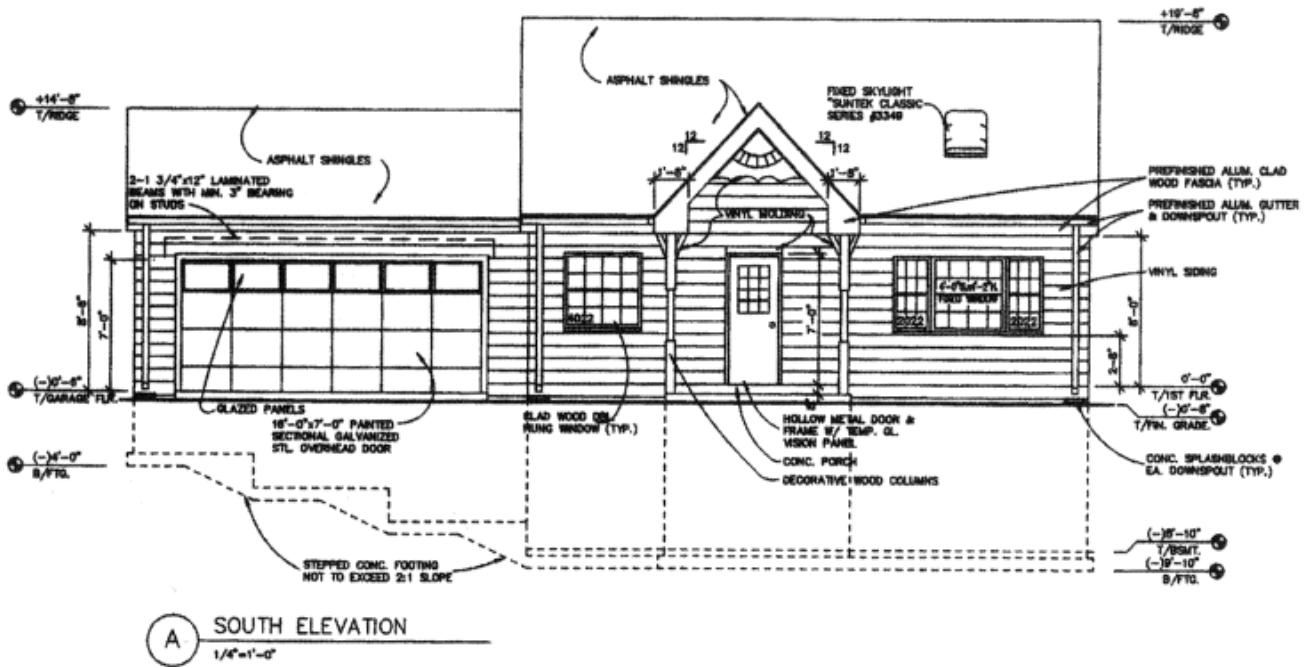 +19'-8"
T/RIDGE
+14'-8"
T/RIDGE
ASPHALT SHINGLES
FIXED SKYLIGHT
"SUNTEK CLASSIC
SERIES #3349
12
12
12
12
ASPHALT SHINGLES
2-1 3/4"x12" LAMINATED
BEAMS WITH MIN. 3" BEARING
ON STUDS
1'-8"
1'-8"
PREFINISHED ALUM. CLAD
WOOD FASCIA (TYP.)
PREFINISHED ALUM. GUTTER
& DOWNSPOUT (TYP.)
VINYL MOLDING
VINYL SIDING
7'-0"
7'-0"
8'-0"
2-8"
4022
2022
FIXED WINDOW
2022
(-)0'-8"
T/GARAGE FLR.
0'-0"
T/1ST FLR.
(-)0'-8"
T/FIN. GRADE.
GLAZED PANELS
16'-0"x7'-0" PAINTED
SECTIONAL GALVANIZED
STL. OVERHEAD DOOR
CLAD WOOD DBL.
HUNG WINDOW (TYP.)
HOLLOW METAL DOOR &
FRAME W/ TEMP. GL.
VISION PANEL
CONC. PORCH
DECORATIVE WOOD COLUMNS
CONC. SPLASHBLOCKS @
EA. DOWNSPOUT (TYP.)
(-)4'-0"
B/FTG.
STEPPED CONC. FOOTING
NOT TO EXCEED 2:1 SLOPE
(-)8'-10"
T/BSMT.
(-)9'-10"
B/FTG.
A
SOUTH ELEVATION
1/4"=1'-0"